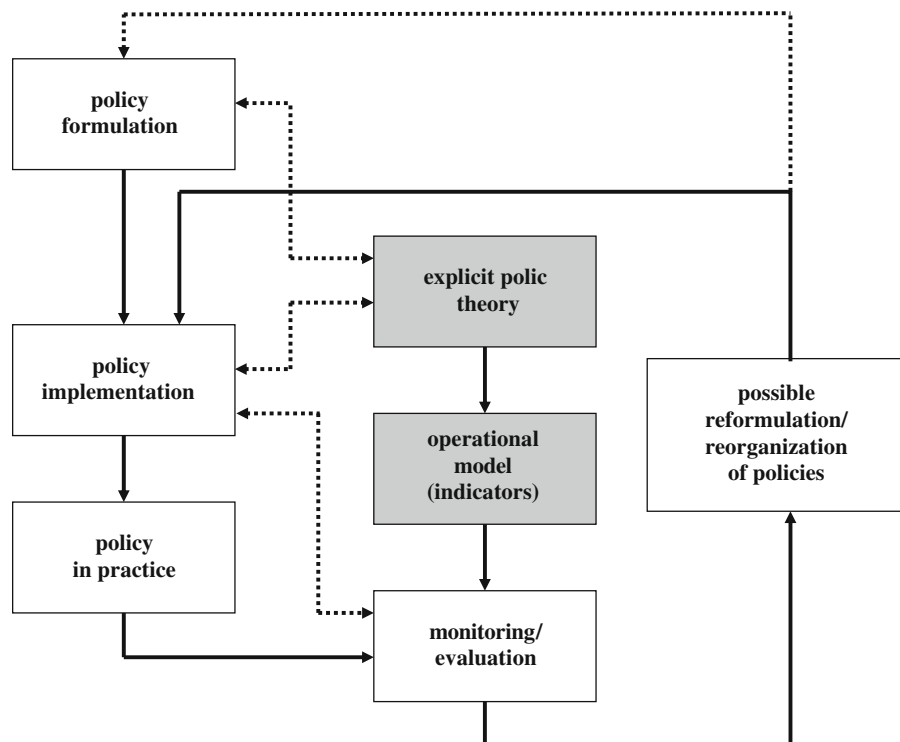 policy
formulation
explicit polic
theory
policy
implementation
possible
reformulation/
reorganization
of policies
operational
model
(indicators)
policy
in practice
monitoring/
evaluation